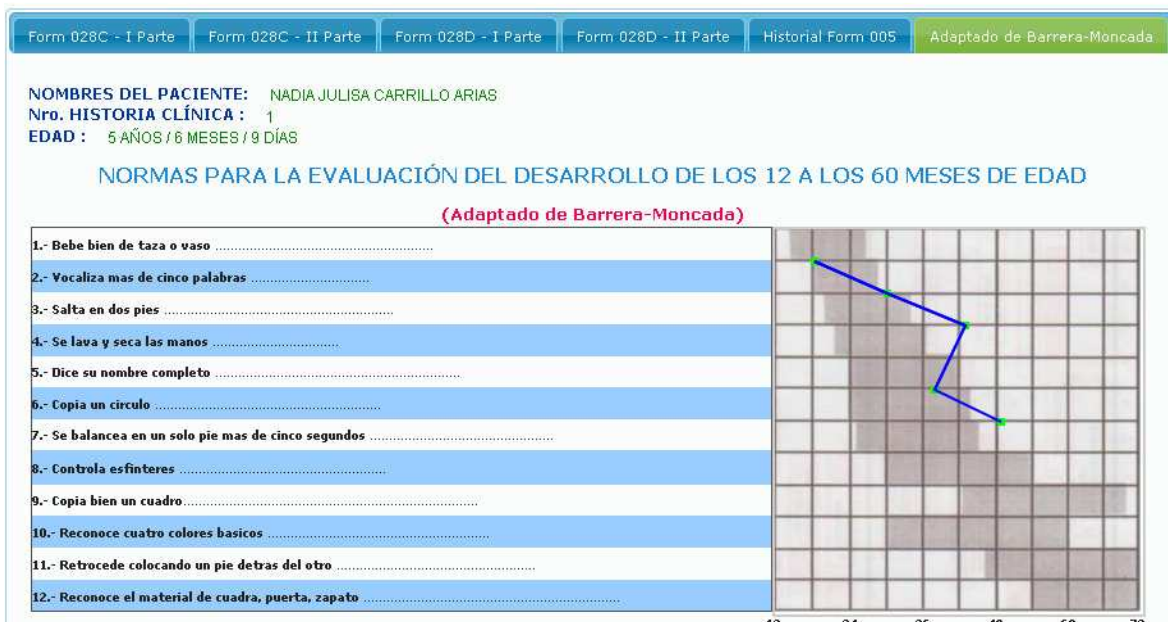 Form 028C - I Parte Form 028C - II Parte Form 028D - I Parte Form 028D - II Parte Historial Form 005 Adaptado de Barrera-Moncada
NOMBRES DEL PACIENTE: NADIA JULISA CARRILLO ARIAS
Nro. HISTORIA CLÍNICA : 1
EDAD : 5 AÑOS / 6 MESES / 9 DÍAS
NORMAS PARA LA EVALUACIÓN DEL DESARROLLO DE LOS 12 A LOS 60 MESES DE EDAD
(Adaptado de Barrera-Moncada)
1.- Bebe bien de taza o vaso
2.- Vocaliza mas de cinco palabras
3.- Salta en dos pies
4.- Se lava y seca las manos
5.- Dice su nombre completo
6.- Copia un circulo
7.- Se balancea en un solo pie mas de cinco segundos
8.- Controla esfinteres
9.- Copia bien un cuadro
10.- Reconoce cuatro colores basicos
11.- Retrocede colocando un pie detras del otro
12.- Reconoce el material de cuadra, puerta, zapato